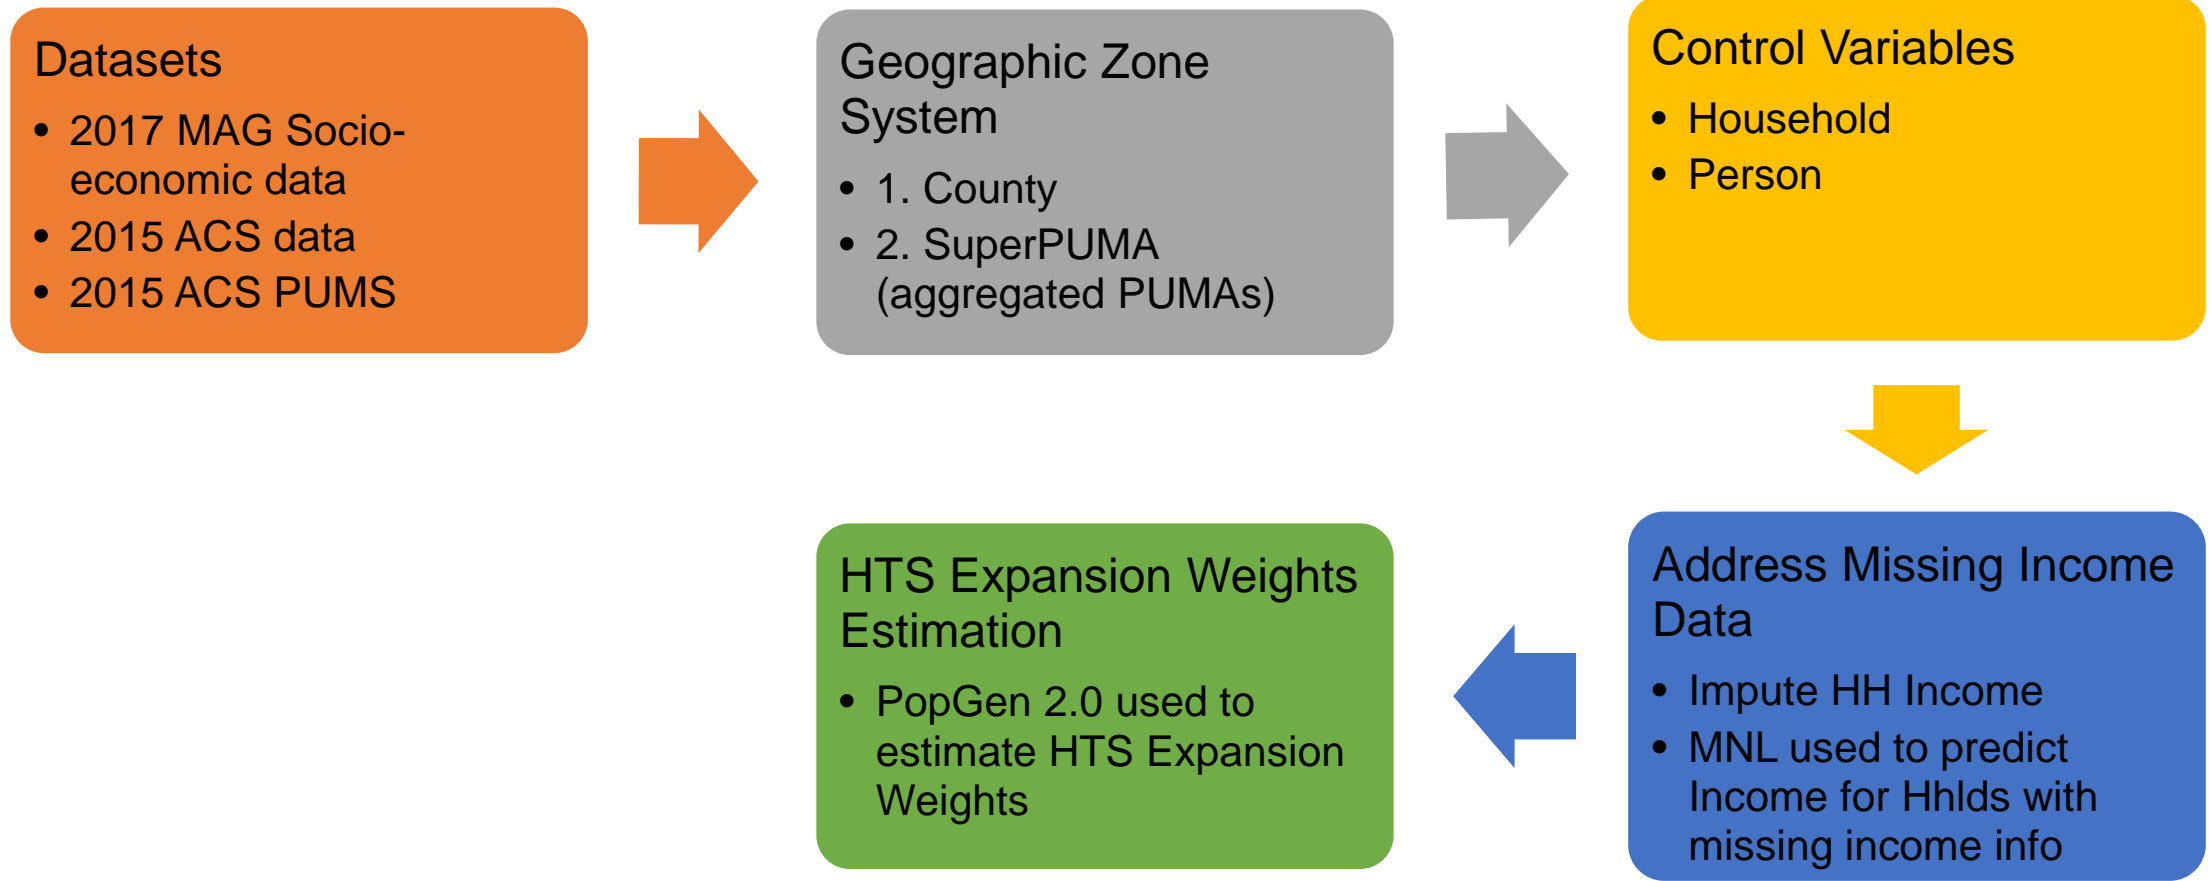 Datasets
• 2017 MAG Socio-
economic data
• 2015 ACS data
• 2015 ACS PUMS
Geographic Zone
System
• 1. County
• 2. SuperPUMA
(aggregated PUMAs)
Control Variables
• Household
• Person
Address Missing Income
Data
• Impute HH Income
• MNL used to predict
Income for Hhlds with
missing income info
HTS Expansion Weights
Estimation
• PopGen 2.0 used to
estimate HTS Expansion
Weights